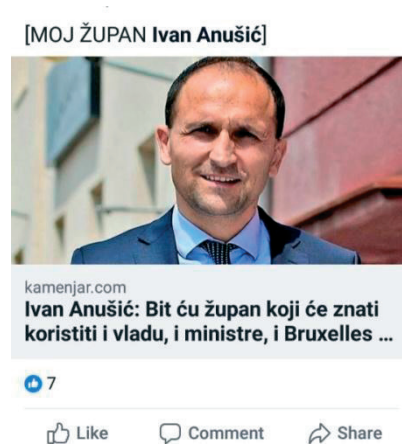 [MOJ ŽUPAN Ivan Anušić]
kamenjar.com
Ivan Anušić: Bit ću župan koji će znati
koristiti i vladu, i ministre, i Bruxelles ...
7
Like
Comment
Share